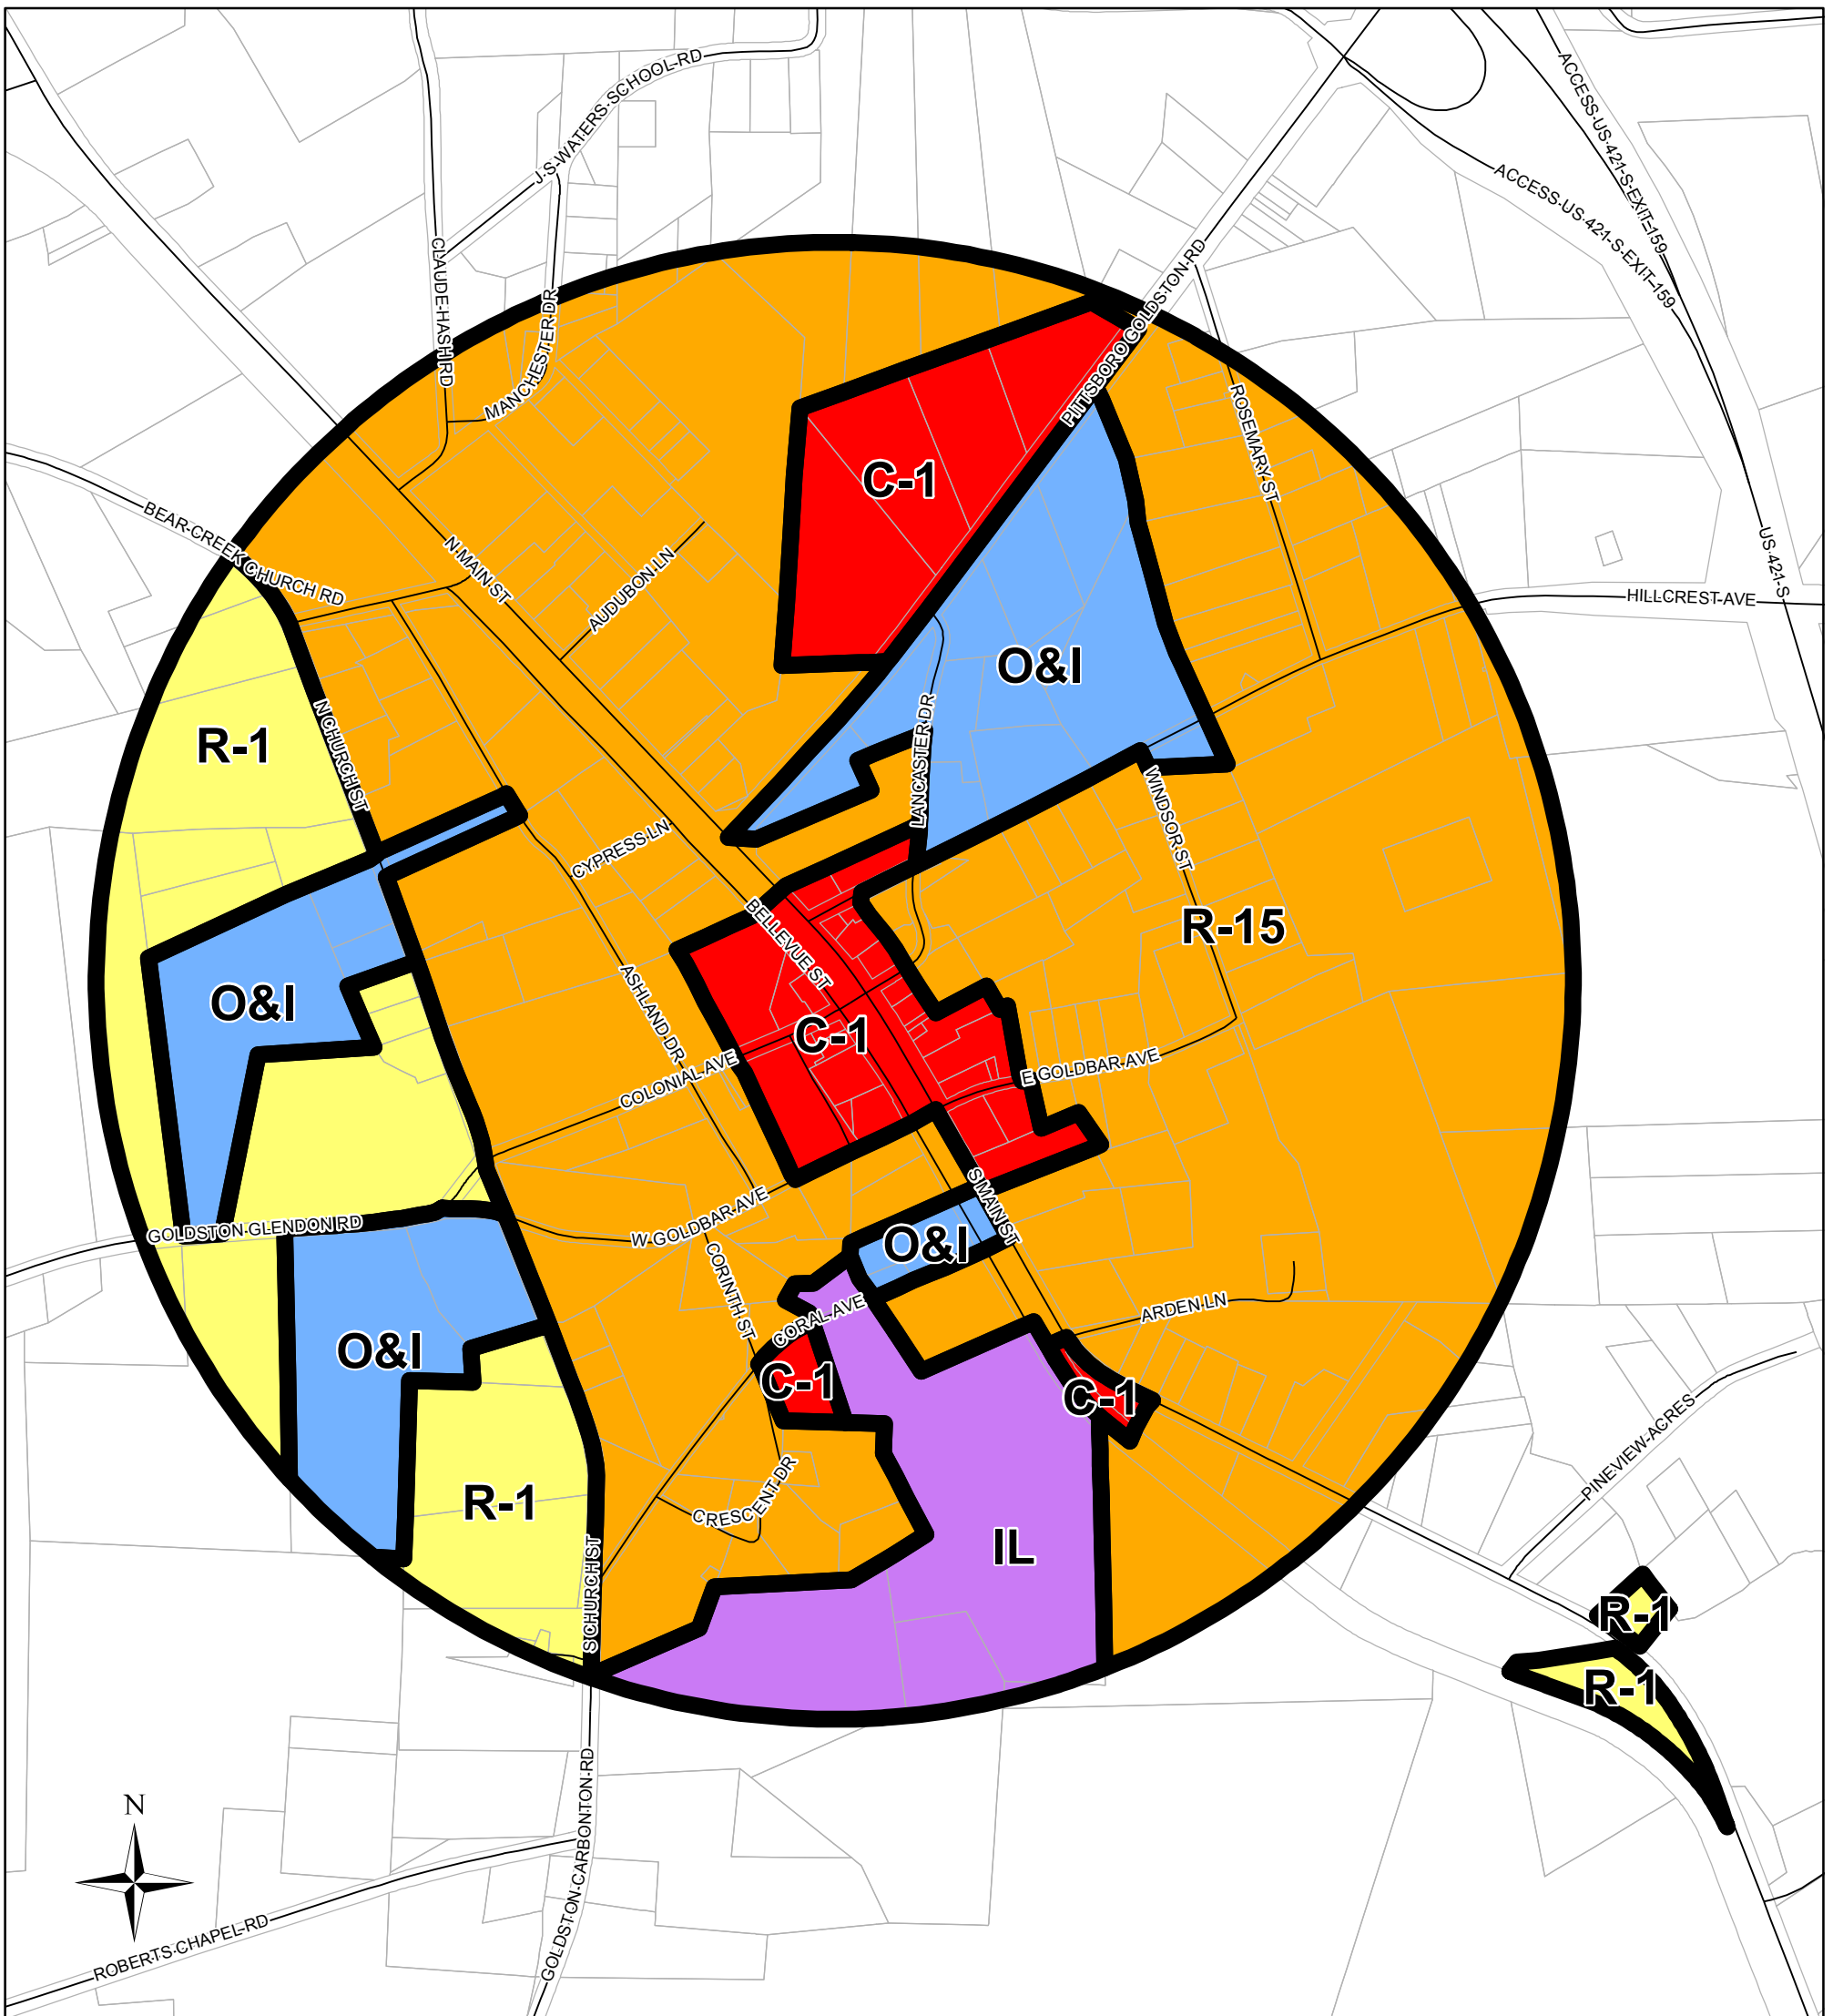 J-S-WATERS-SCHOOL-RD
ACCESS-US-421-S-EXIT-159
ACCESS-US-421-S-EXIT-159
CLAUDE-HASH RD
MANCHESTER-DR
PITTSBORO GOLDSTON-RD
ROSEMARY-ST
C-1
BEAR-CREEK CHURCH RD
N MAIN ST
AUDUBON LN
US-421-S
HILLCREST-AVE
O&I
R-1
N CHURCH ST
LANCASTER-DR
WINDSOR-ST
CYPRESS-LN
BELLEVUE ST
R-15
O&I
ASHLAND DR
C-1
COLONIAL AVE
E GOLDBAR-AVE
S MAIN-ST
W GOLDBAR-AVE
GOLDSTON-GLENDON RD
O&I
CORINTH ST
CORAL AVE
ARDEN LN
O&I
C-1
C-1
PINEVIEW-ACRES
R-1
CRESCENT-DR
IL
S CHURCH ST
R-1
R-1
N
GOLDSTON-CARBONTON-RD
ROBERTS-CHAPEL-RD